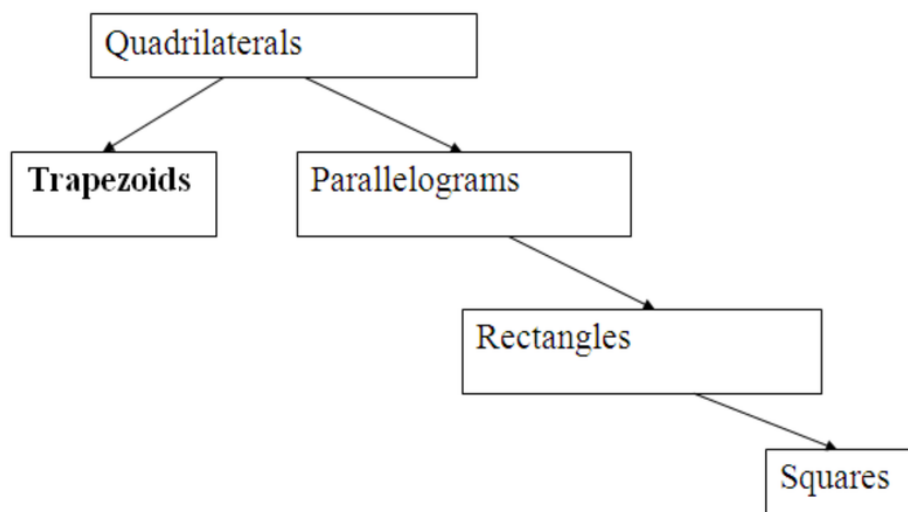 Quadrilaterals
Trapezoids
Parallelograms
Rectangles
Squares